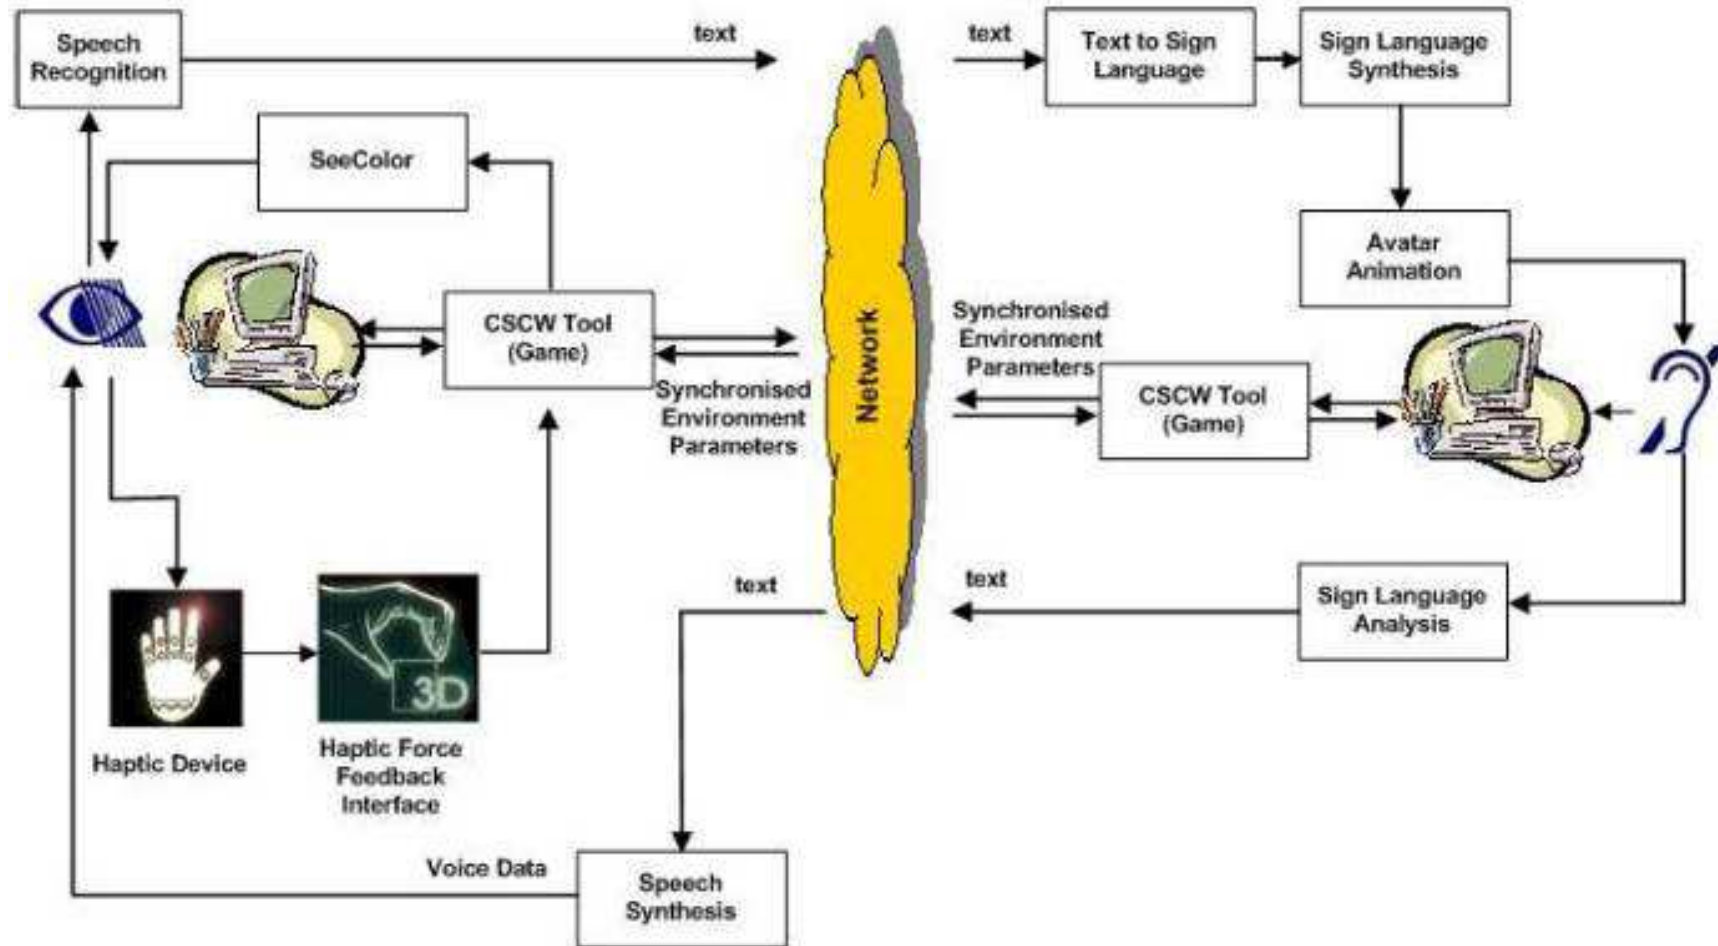 Speech
Recognition
text
text
Text to Sign
Language
Sign Language
Synthesis
SeeColor
Avatar
Animation
CSCW Tool
(Game)
Synchronised
Environment
Parameters
Network
Synchronised
Environment
Parameters
CSCW Tool
(Game)
text
text
Sign Language
Analysis
3D
Haptic Device
Haptic Force
Feedback
Interface
Voice Data
Speech
Synthesis